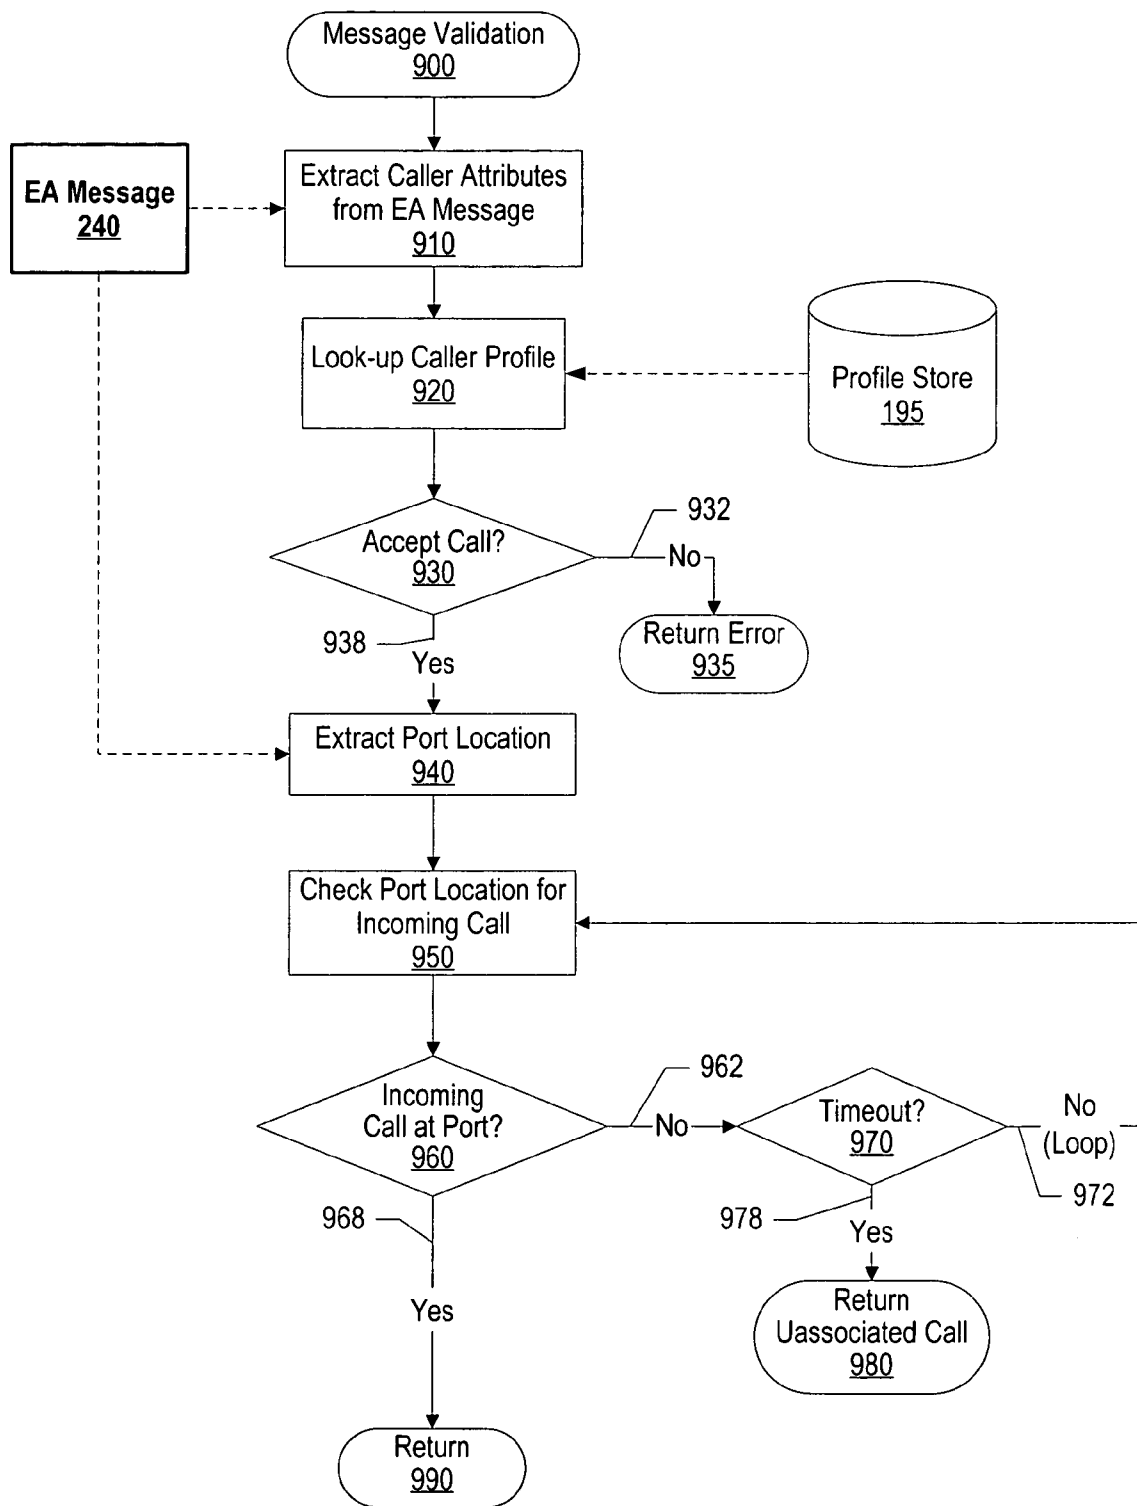 Message Validation
900
EA Message
240
Extract Caller Attributes
from EA Message
910
Look-up Caller Profile
920
Profile Store
195
Accept Call?
930
932
No
Return Error
935
938
Yes
Extract Port Location
940
Check Port Location for
Incoming Call
950
Incoming
Call at Port?
960
962
No
Timeout?
970
No
(Loop)
972
968
Yes
978
Yes
Return
Uassociated Call
980
Return
990